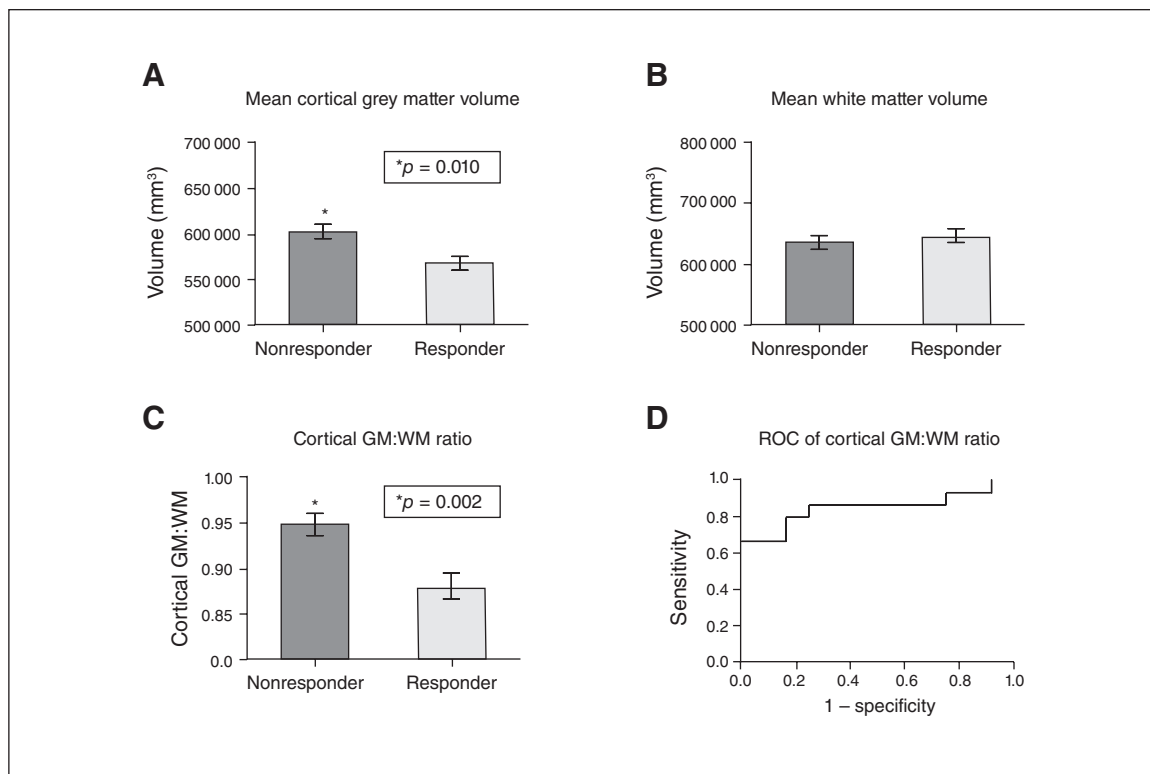 A
Mean cortical grey matter volume
Volume (mm³)
700 000
650 000
600 000
550 000
500 000
*p = 0.010
*
Nonresponder
Responder
B
Mean white matter volume
Volume (mm³)
800 000
700 000
600 000
500 000
Nonresponder
Responder
C
Cortical GM:WM ratio
Cortical GM:WM
1.00
0.95
0.90
0.85
0.0
*p = 0.002
*
Nonresponder
Responder
D
ROC of cortical GM:WM ratio
Sensitivity
1.0
0.8
0.6
0.4
0.2
0.0
0.0 0.2 0.4 0.6 0.8 1.0
1 – specificity